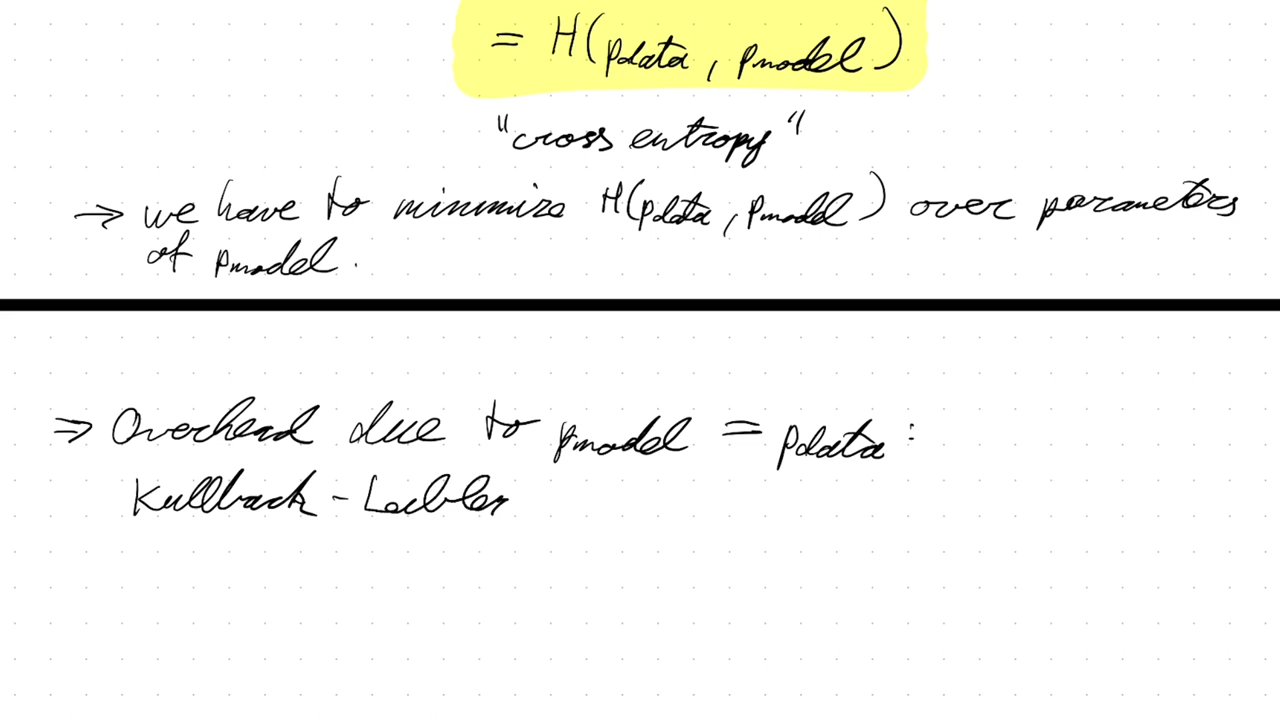 = H(pdata, pmodel)
"cross entropy"
→ we have to minimize H(pdata, pmodel) over parameters
of pmodel.
⇒ Overhead due to pmodel = pdata:
Kullback-Leibler